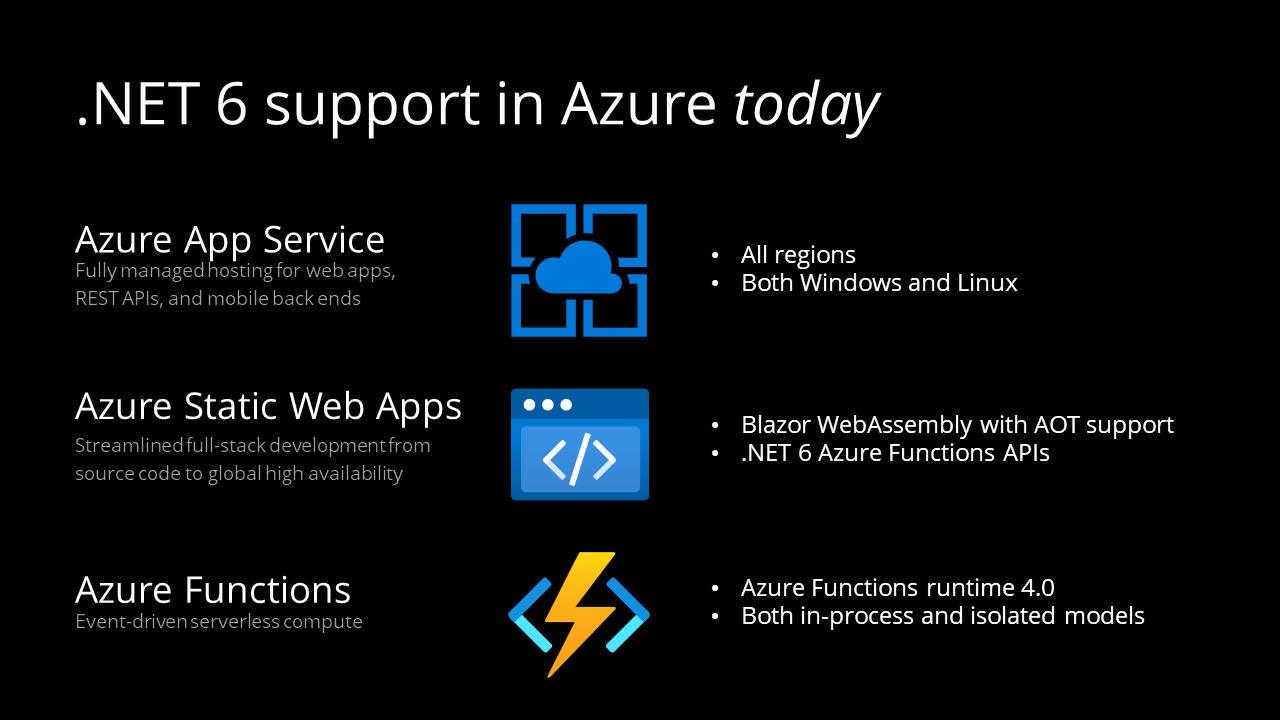 .NET 6 support in Azure today
Azure App Service
Fully managed hosting for web apps,
REST APIs, and mobile back ends
• All regions
• Both Windows and Linux
Azure Static Web Apps
Streamlined full-stack development from
source code to global high availability
• Blazor WebAssembly with AOT support
• .NET 6 Azure Functions APIs
Azure Functions
Event-driven serverless compute
• Azure Functions runtime 4.0
• Both in-process and isolated models